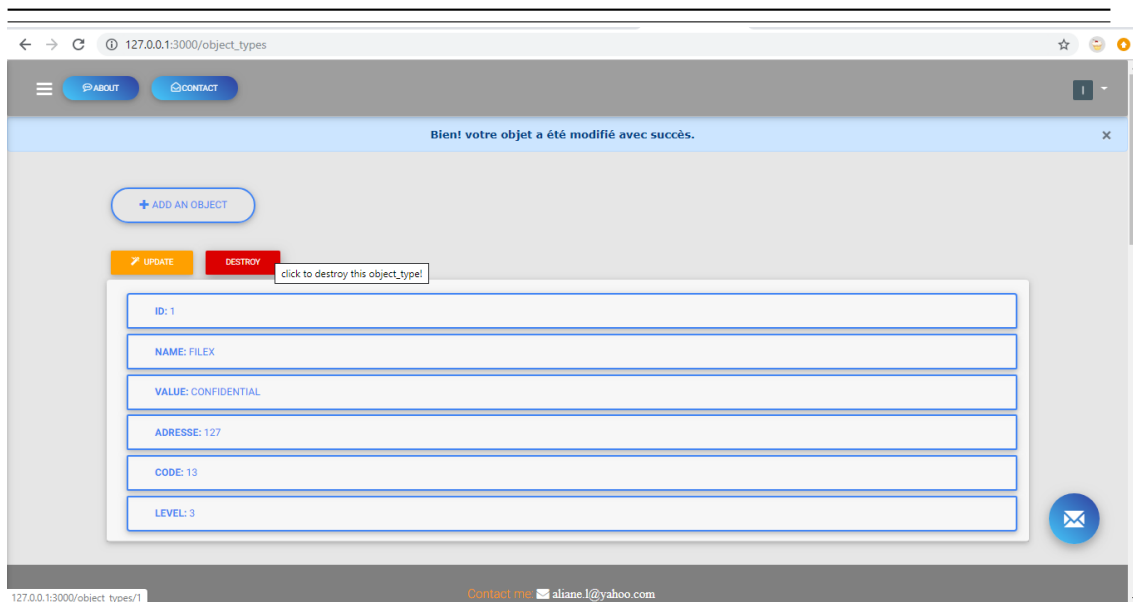 127.0.0.1:3000/object_types
ABOUT CONTACT I
Bien! votre objet a été modifié avec succès. ×
+ ADD AN OBJECT
UPDATE DESTROY
click to destroy this object_type!
ID: 1
NAME: FILEX
VALUE: CONFIDENTIAL
ADRESSE: 127
CODE: 13
LEVEL: 3
Contact me: aliane.l@yahoo.com
127.0.0.1:3000/object_types/1